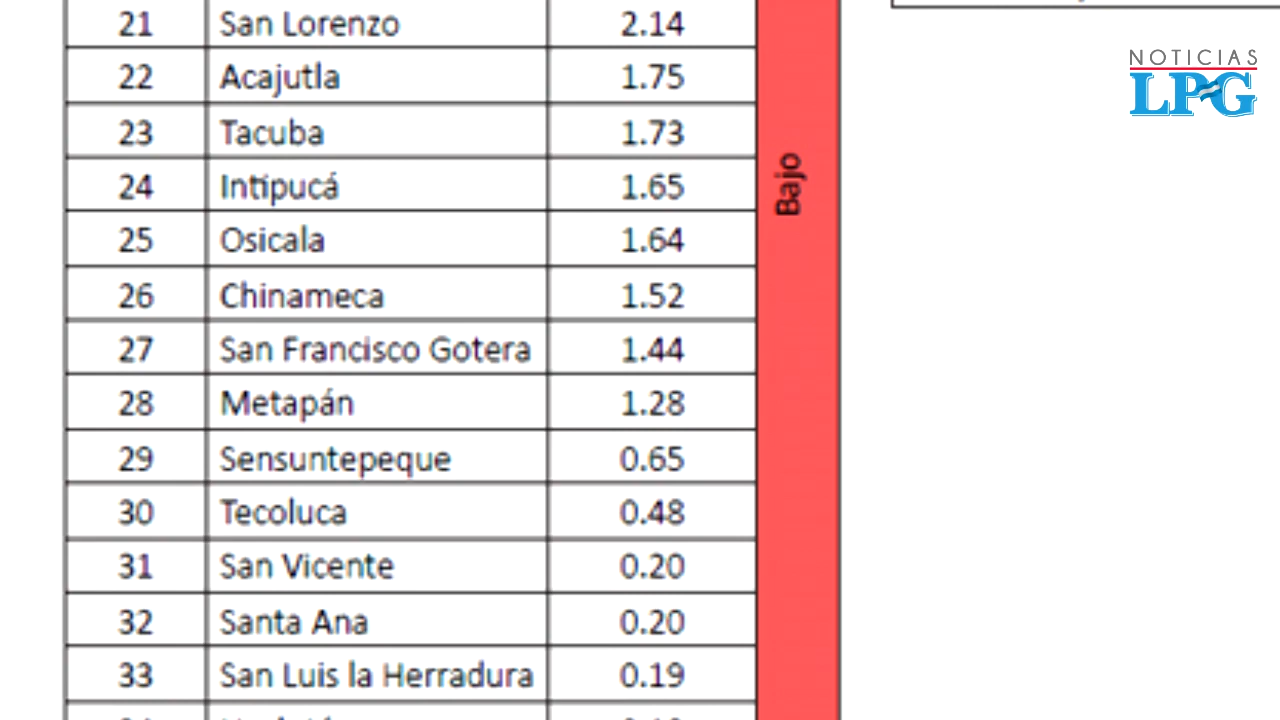 21 San Lorenzo 2.14
22 Acajutla 1.75
23 Tacuba 1.73
24 Intipucá 1.65
25 Osicala 1.64
26 Chinameca 1.52
27 San Francisco Gotera 1.44
28 Metapán 1.28
29 Sensuntepeque 0.65
30 Tecoluca 0.48
31 San Vicente 0.20
32 Santa Ana 0.20
33 San Luis la Herradura 0.19
Bajo
NOTICIAS
LPG